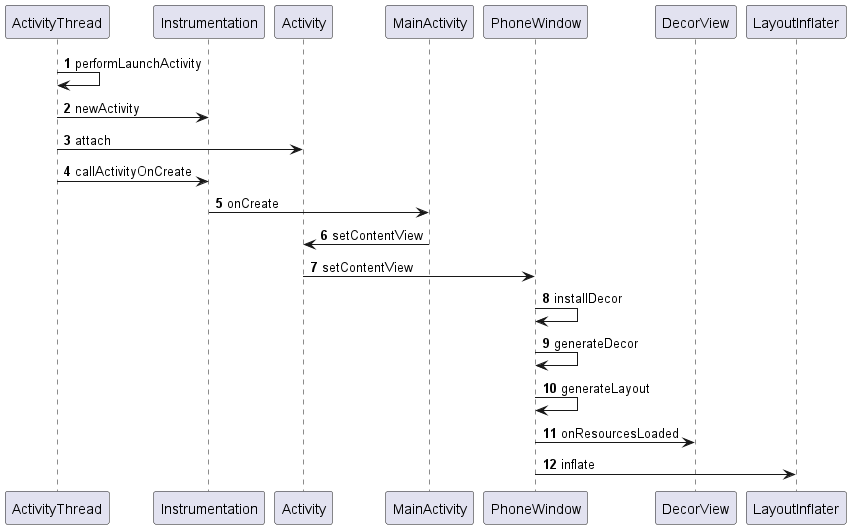 ActivityThread Instrumentation Activity MainActivity PhoneWindow DecorView LayoutInflater
1 performLaunchActivity
2 newActivity
3 attach
4 callActivityOnCreate
5 onCreate
6 setContentView
7 setContentView
8 installDecor
9 generateDecor
10 generateLayout
11 onResourcesLoaded
12 inflate
ActivityThread Instrumentation Activity MainActivity PhoneWindow DecorView LayoutInflater